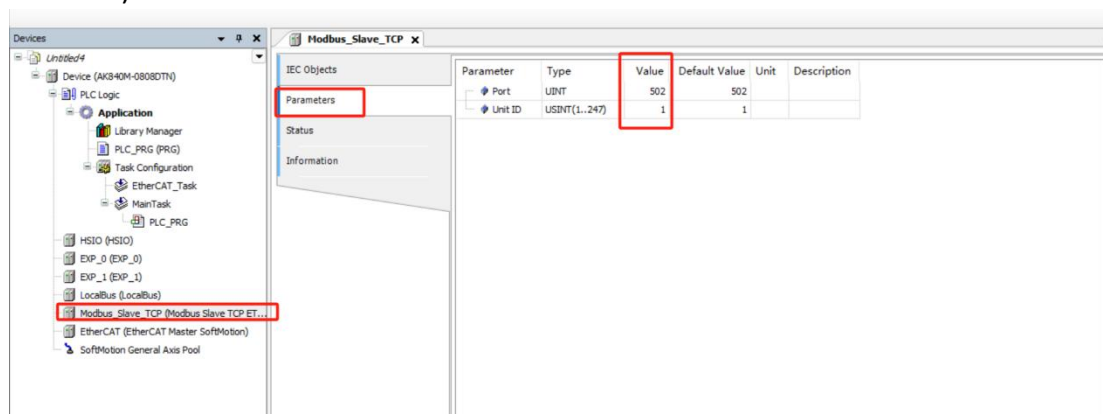 Devices
Modbus_Slave_TCP
Untitled4
Device (AK840M-0808DTN)
PLC Logic
Application
Library Manager
PLC_PRG (PRG)
Task Configuration
EtherCAT_Task
MainTask
PLC_PRG
HSIO (HSIO)
EXP_0 (EXP_0)
EXP_1 (EXP_1)
LocalBus (LocalBus)
Modbus_Slave_TCP (Modbus Slave TCP ET...
EtherCAT (EtherCAT Master SoftMotion)
SoftMotion General Axis Pool
IEC Objects
Parameters
Status
Information
Parameter Type Value Default Value Unit Description
Port UINT 502 502
Unit ID USINT(1..247) 1 1